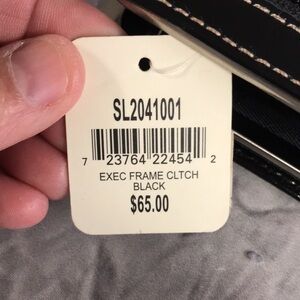 SL2041001
7 23764 22454 2
EXEC FRAME CLTCH
BLACK
$65.00